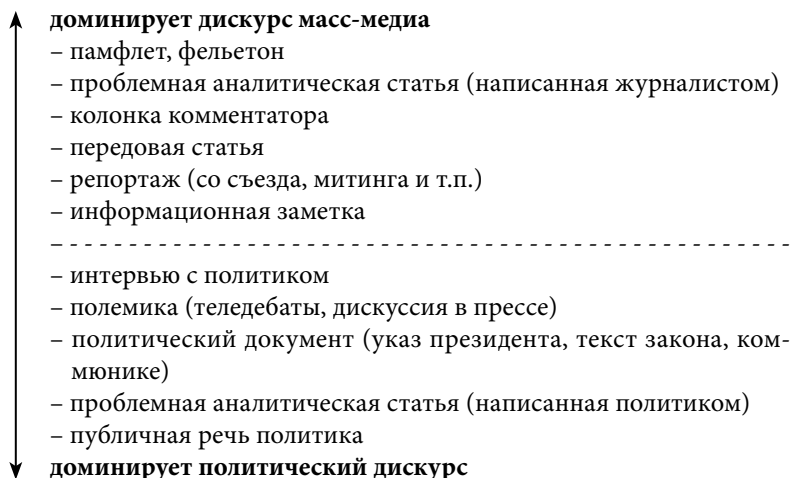 доминирует дискурс масс-медиа
– памфлет, фельетон
– проблемная аналитическая статья (написанная журналистом)
– колонка комментатора
– передовая статья
– репортаж (со съезда, митинга и т.п.)
– информационная заметка
– - - - - - - - - - - - - - - - - - - - - - - - - - - - - - - - - - - - - - - - - - - - - - - - - -
– интервью с политиком
– полемика (теледебаты, дискуссия в прессе)
– политический документ (указ президента, текст закона, ком-
мюнике)
– проблемная аналитическая статья (написанная политиком)
– публичная речь политика
доминирует политический дискурс